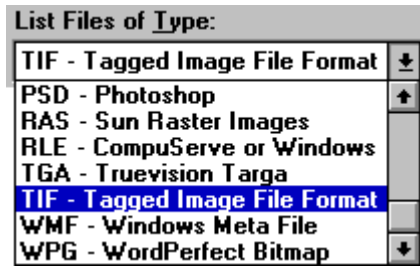 List Files of Type:
TIF - Tagged Image File Format
PSD - Photoshop
RAS - Sun Raster Images
RLE - CompuServe or Windows
TGA - Truevision Targa
TIF - Tagged Image File Format
WMF - Windows Meta File
WPG - WordPerfect Bitmap